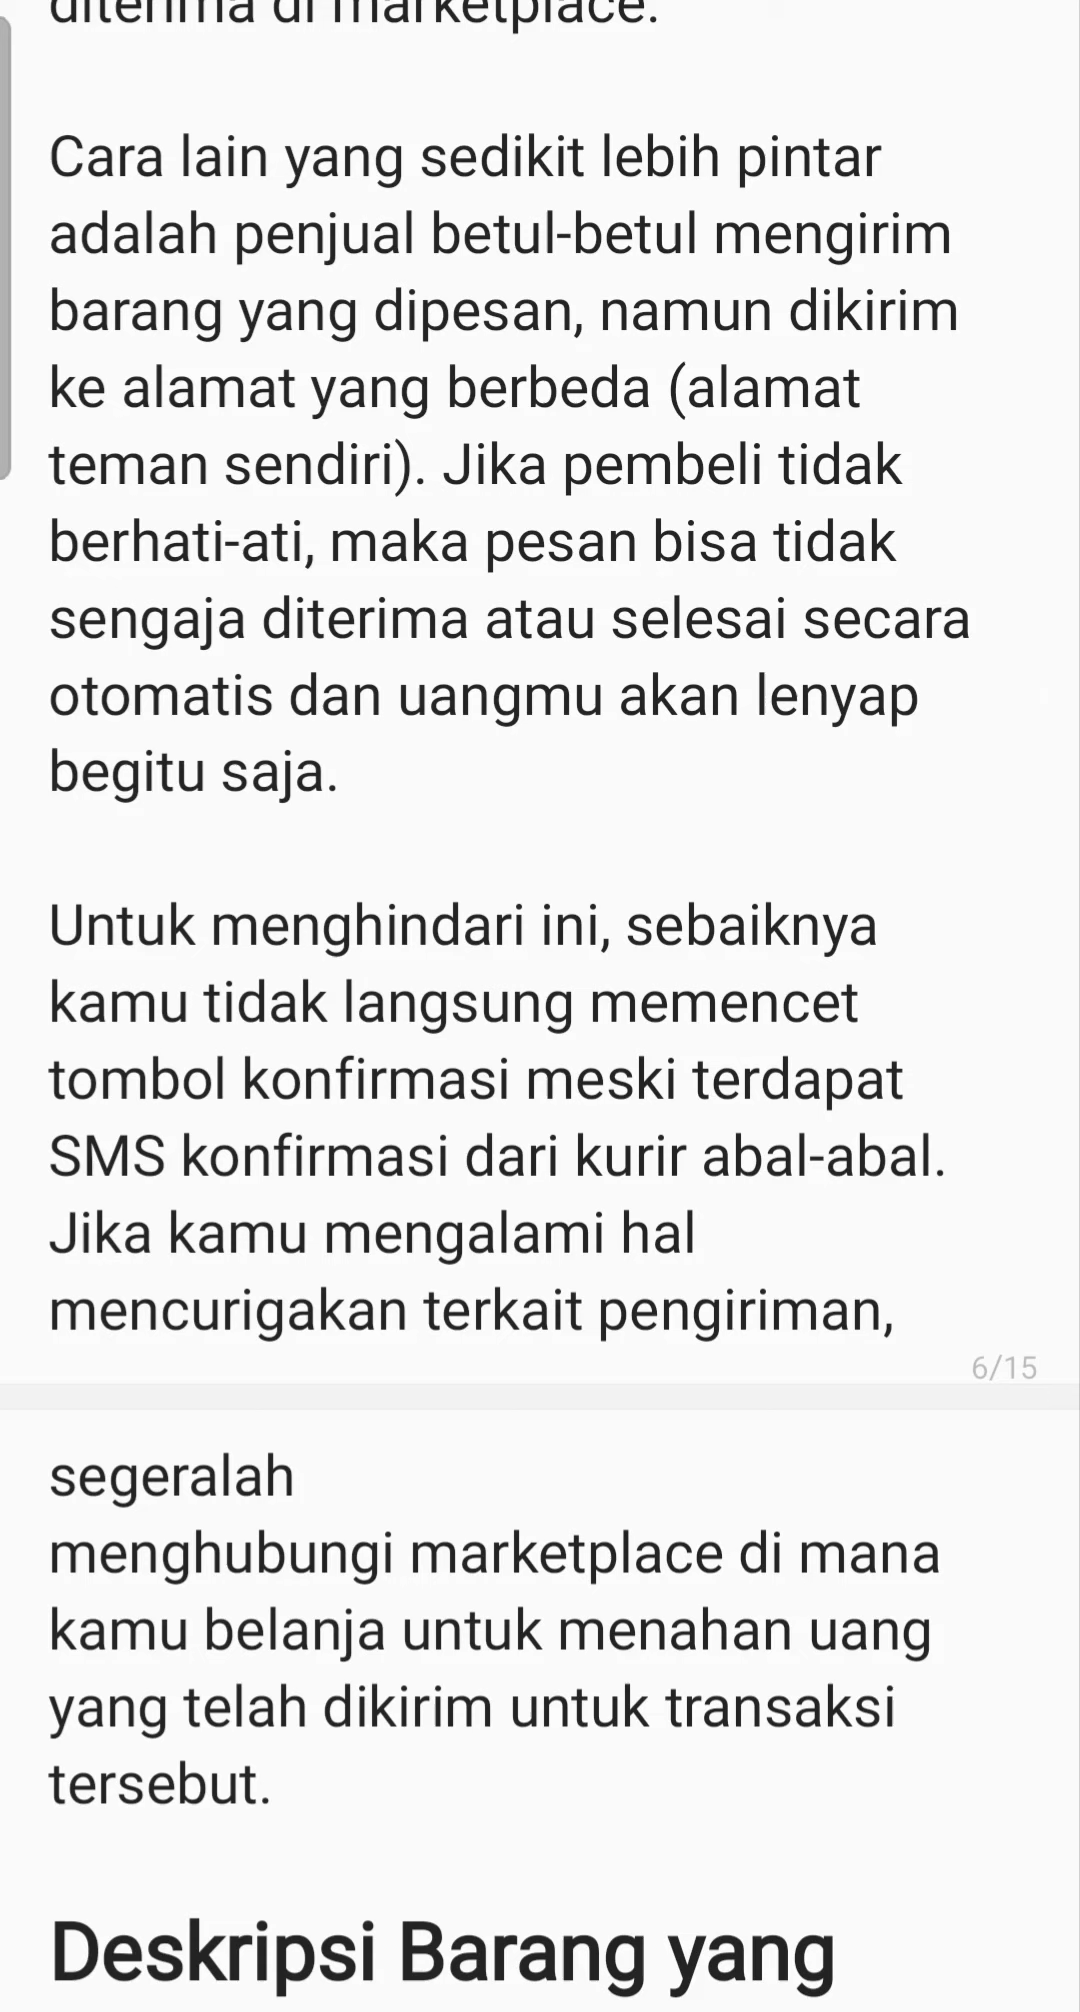 diterima di marketplace.
Cara lain yang sedikit lebih pintar
adalah penjual betul-betul mengirim
barang yang dipesan, namun dikirim
ke alamat yang berbeda (alamat
teman sendiri). Jika pembeli tidak
berhati-ati, maka pesan bisa tidak
sengaja diterima atau selesai secara
otomatis dan uangmu akan lenyap
begitu saja.
Untuk menghindari ini, sebaiknya
kamu tidak langsung memencet
tombol konfirmasi meski terdapat
SMS konfirmasi dari kurir abal-abal.
Jika kamu mengalami hal
mencurigakan terkait pengiriman,
6/15
segeralah
menghubungi marketplace di mana
kamu belanja untuk menahan uang
yang telah dikirim untuk transaksi
tersebut.
Deskripsi Barang yang